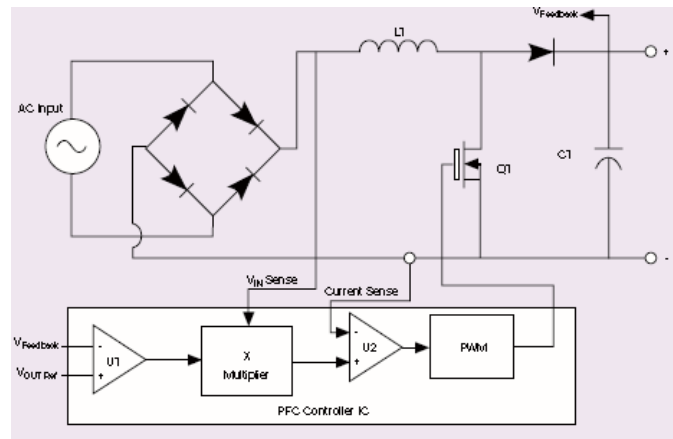 VFeedback
L1
+
AC Input
Q1
C1
-
VIN Sense
Current Sense
VFeedback
-
U1
VOUT Ref
+
X
Multiplier
-
U2
+
PWM
PFC Controller IC